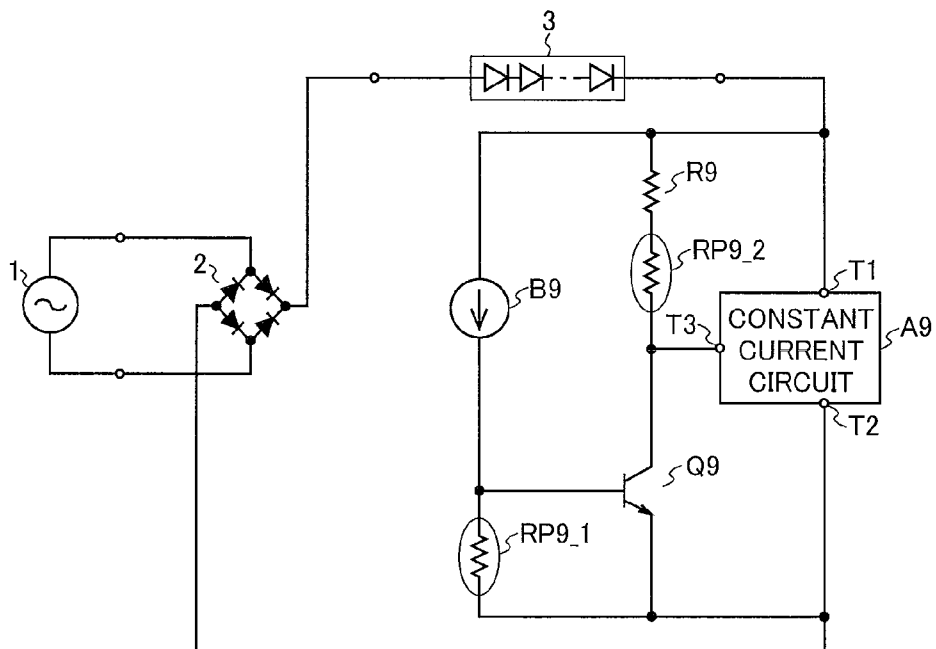 3
R9
RP9_2
1
2
B9
T1
T3
CONSTANT
CURRENT
CIRCUIT
A9
T2
Q9
RP9_1